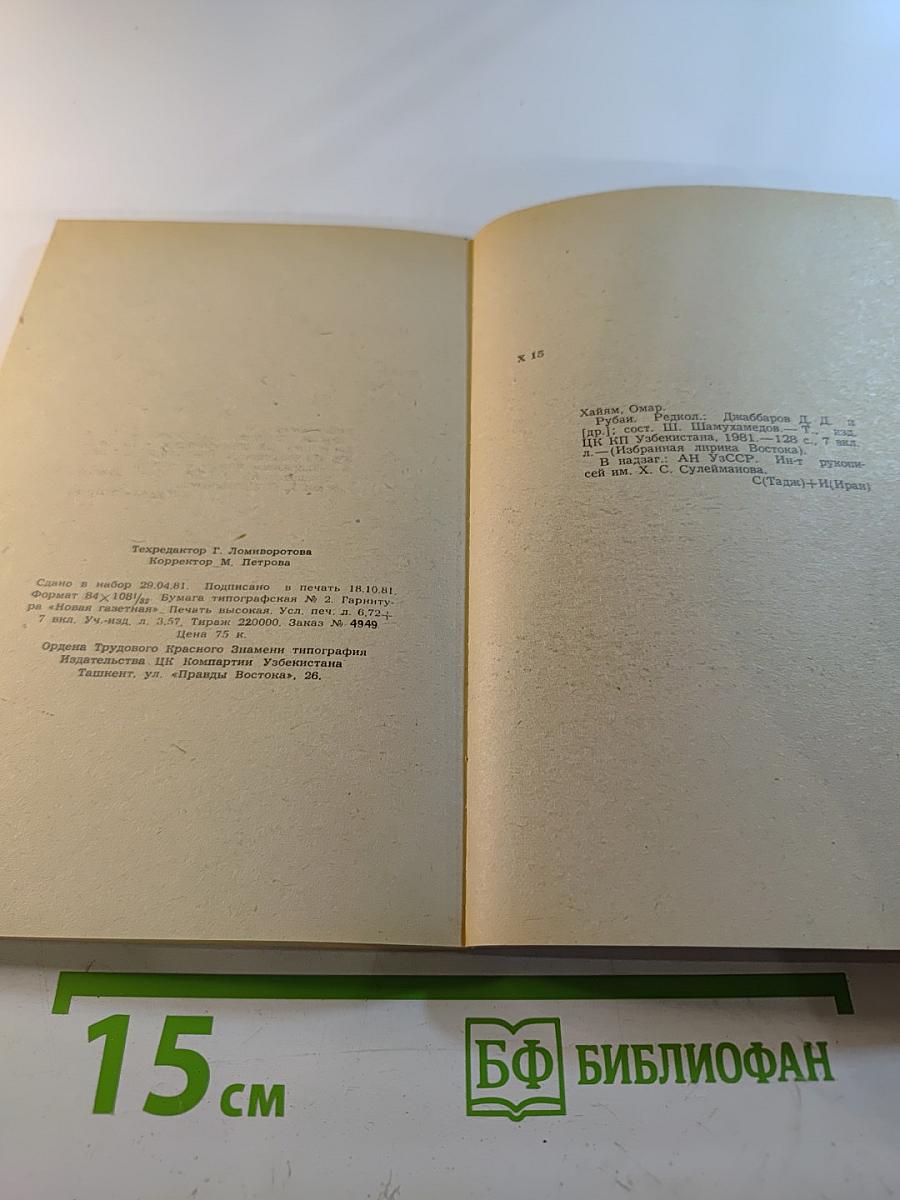 Техредактор Г. Ломиворотова
Корректор М. Петрова
Сдано в набор 29.04.81. Подписано в печать 18.10.81.
Формат 84×108¹/₃₂ Бумага типографская № 2. Гарниту-
ра «Новая газетная». Печать высокая. Усл. печ. л. 6,72+
7 вкл. Уч.-изд. л. 3,57. Тираж 220000. Заказ № 4949
Цена 75 к.
Ордена Трудового Красного Знамени типография
Издательства ЦК Компартии Узбекистана
Ташкент, ул. «Правды Востока», 26.
Х 15
Хайям, Омар.
Рубаи. Редкол.: Джаббаров Д. Д. и
[др.]; сост. Ш. Шамухамедов.— Т., изд.
ЦК КП Узбекистана, 1981.—128 с., 7 вкл.
л.—(Избранная лирика Востока).
В надзаг.: АН УзССР. Ин-т рукопи-
сей им. Х. С. Сулейманова.
С(Тадж)+И(Иран)
15 см
БФ БИБЛИОФАН